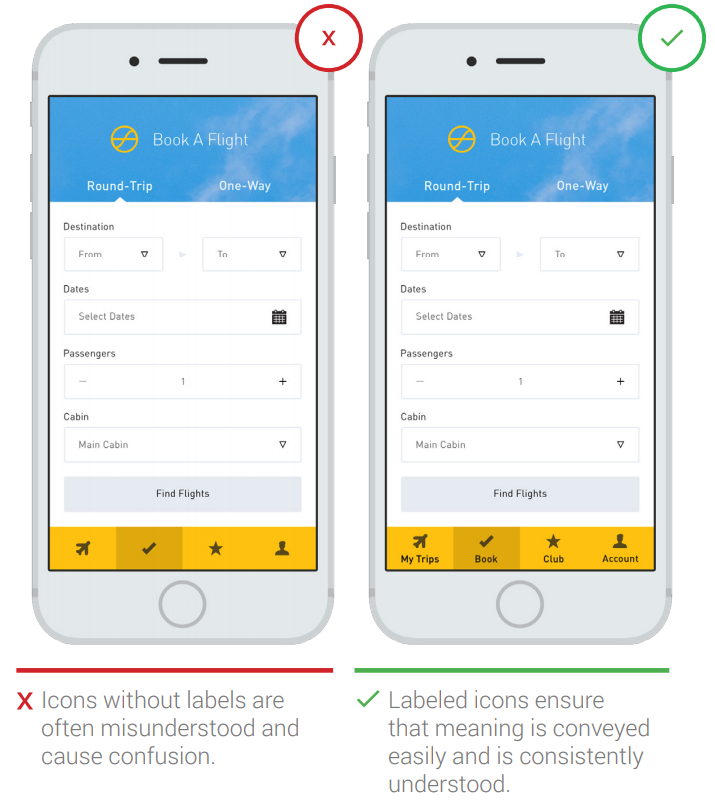 X
Book A Flight
Round-Trip One-Way
Destination
From To
Dates
Select Dates
Passengers
− 1 +
Cabin
Main Cabin
Find Flights
Book A Flight
Round-Trip One-Way
Destination
From To
Dates
Select Dates
Passengers
− 1 +
Cabin
Main Cabin
Find Flights
My Trips Book Club Account
X Icons without labels are
often misunderstood and
cause confusion.
Labeled icons ensure
that meaning is conveyed
easily and is consistently
understood.